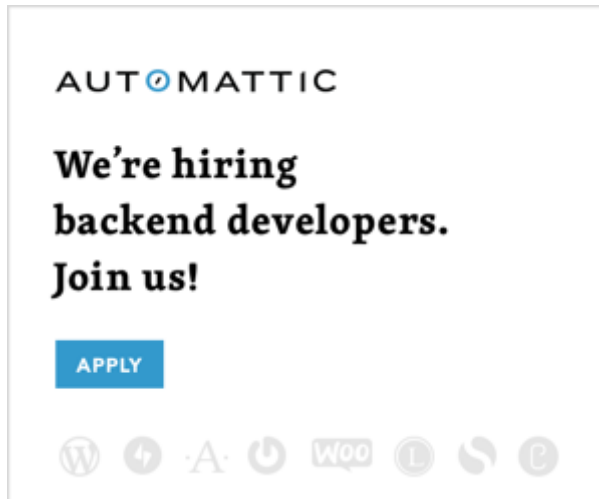 AUTOMATTIC
We're hiring
backend developers.
Join us!
APPLY
W ·A· WOO L